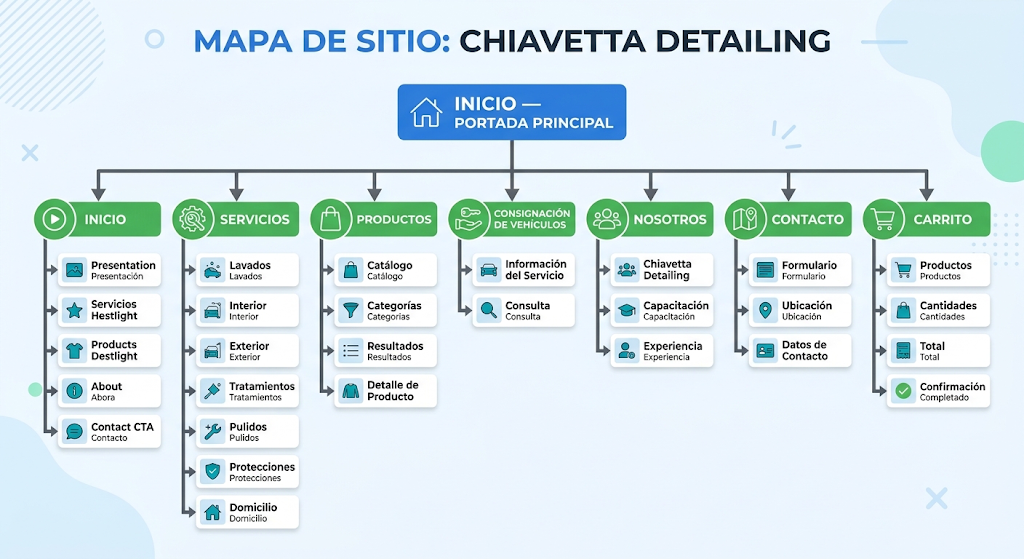 MAPA DE SITIO: CHIAVETTA DETAILING
INICIO —
PORTADA PRINCIPAL
INICIO
Presentation
Presentación
Servicios
Hestlight
Products
Destlight
About
Abora
Contact CTA
Contacto
SERVICIOS
Lavados
Lavados
Interior
Interior
Exterior
Exterior
Tratamientos
Tratamientos
Pulidos
Pulidos
Protecciones
Protecciones
Domicilio
Domicilio
PRODUCTOS
Catálogo
Catálogo
Categorías
Categorias
Resultados
Resultados
Detalle de
Producto
CONSIGNACIÓN
DE VEHÍCULOS
Información
del Servicio
Consulta
Consulta
NOSOTROS
Chiavetta
Detailing
Capacitación
Capacitación
Experiencia
Experiencia
CONTACTO
Formulario
Formulario
Ubicación
Ubicación
Datos de
Contacto
CARRITO
Productos
Productos
Cantidades
Cantidades
Total
Total
Confirmación
Completado